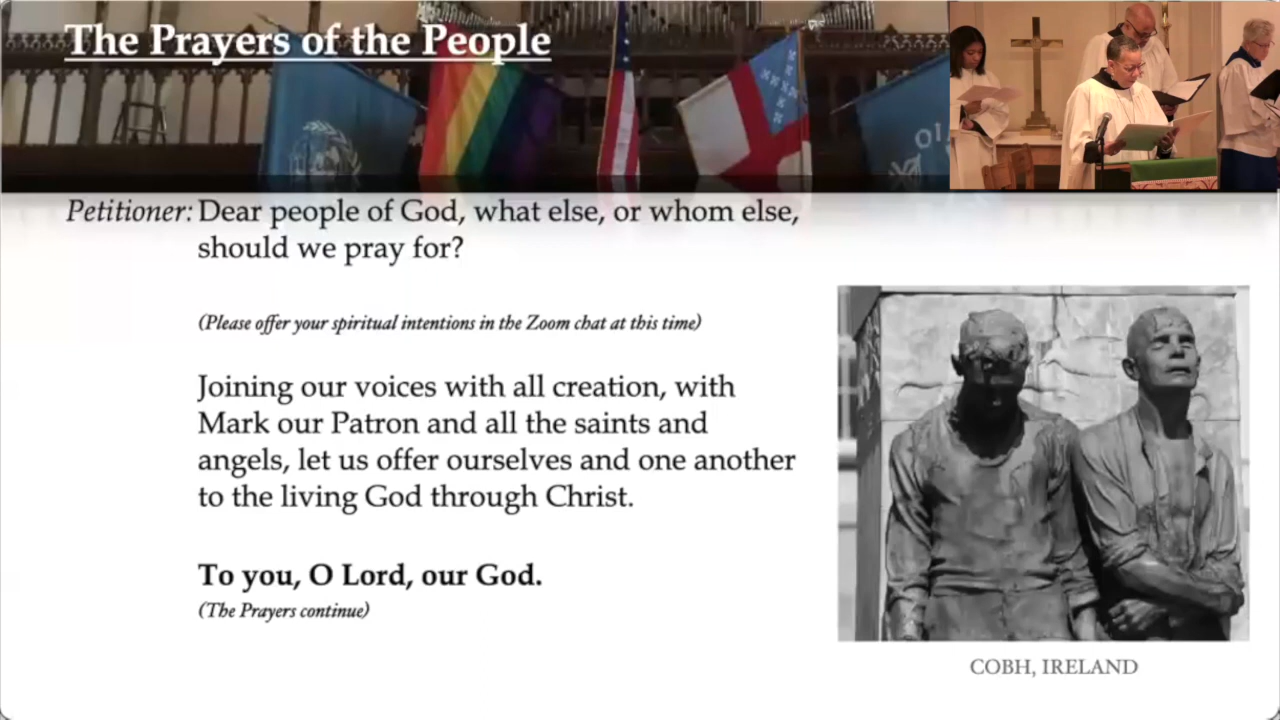 The Prayers of the People
Petitioner: Dear people of God, what else, or whom else,
should we pray for?
(Please offer your spiritual intentions in the Zoom chat at this time)
Joining our voices with all creation, with
Mark our Patron and all the saints and
angels, let us offer ourselves and one another
to the living God through Christ.
To you, O Lord, our God.
(The Prayers continue)
COBH, IRELAND